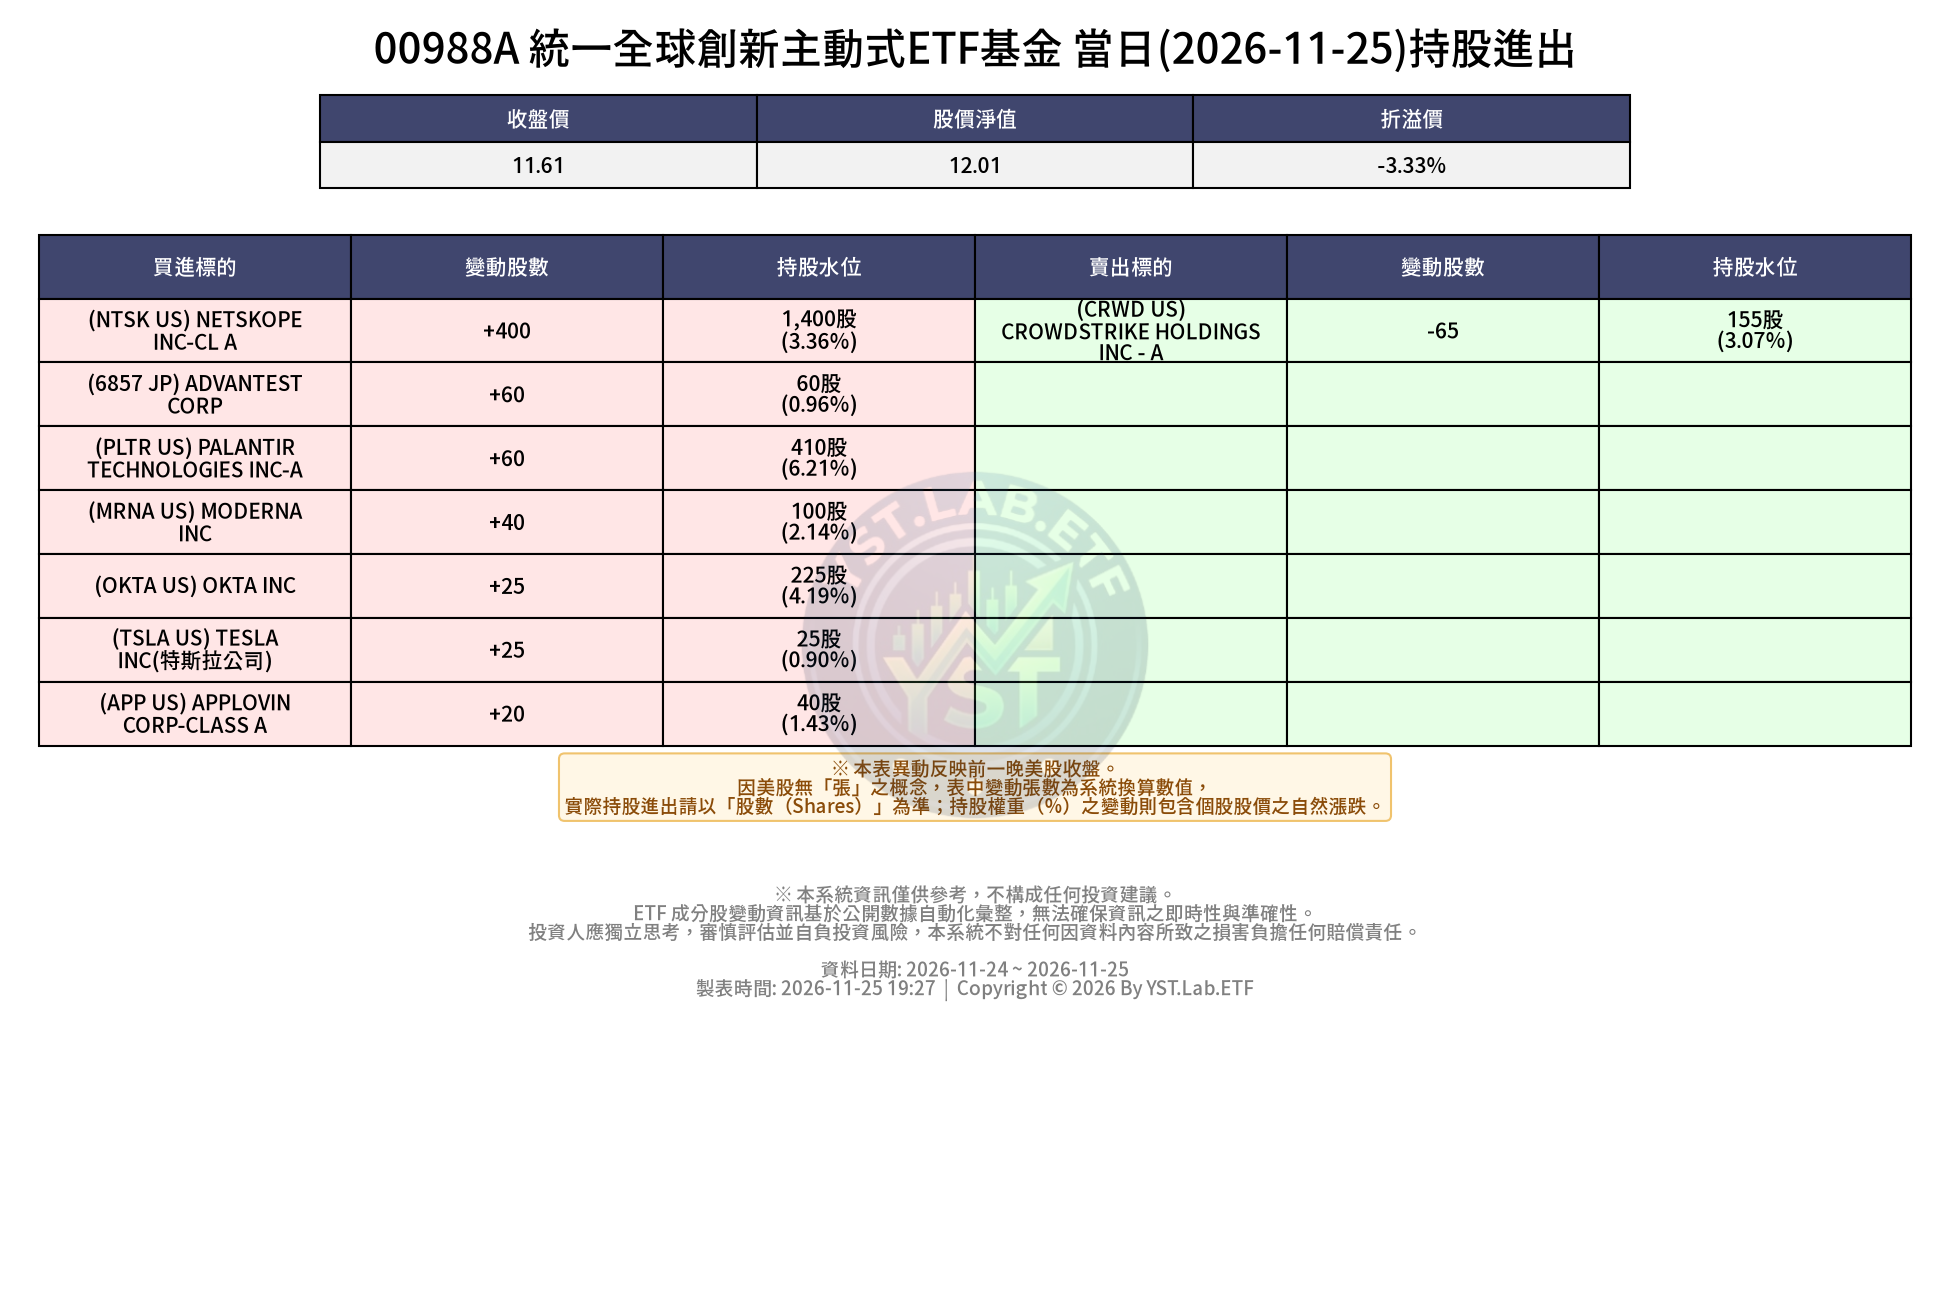 00988A 統一全球創新主動式ETF基金 當日(2026-11-25)持股進出
收盤價 股價淨值 折溢價
11.61 12.01 -3.33%
買進標的 變動股數 持股水位 賣出標的 變動股數 持股水位
(NTSK US) NETSKOPE
INC-CL A
+400
1,400股
(3.36%)
(CRWD US)
CROWDSTRIKE HOLDINGS
INC - A
-65
155股
(3.07%)
(6857 JP) ADVANTEST
CORP
+60
60股
(0.96%)
(PLTR US) PALANTIR
TECHNOLOGIES INC-A
+60
410股
(6.21%)
(MRNA US) MODERNA
INC
+40
100股
(2.14%)
(OKTA US) OKTA INC
+25
225股
(4.19%)
(TSLA US) TESLA
INC(特斯拉公司)
+25
25股
(0.90%)
(APP US) APPLOVIN
CORP-CLASS A
+20
40股
(1.43%)
YST.LAB.ETF
YST
※ 本表異動反映前一晚美股收盤。
因美股無「張」之概念，表中變動張數為系統換算數值，
實際持股進出請以「股數（Shares）」為準；持股權重（%）之變動則包含個股股價之自然漲跌。
※ 本系統資訊僅供參考，不構成任何投資建議。
ETF 成分股變動資訊基於公開數據自動化彙整，無法確保資訊之即時性與準確性。
投資人應獨立思考，審慎評估並自負投資風險，本系統不對任何因資料內容所致之損害負擔任何賠償責任。
資料日期: 2026-11-24 ~ 2026-11-25
製表時間: 2026-11-25 19:27 | Copyright © 2026 By YST.Lab.ETF